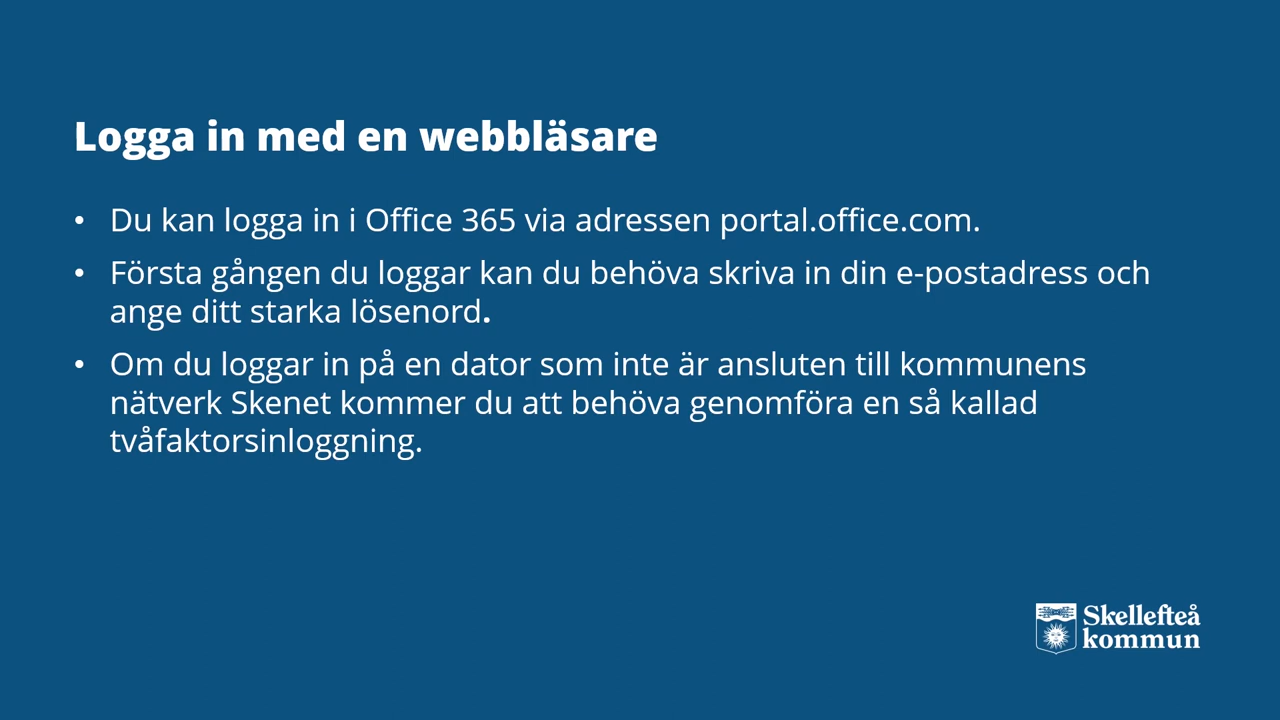 Logga in med en webbläsare
• Du kan logga in i Office 365 via adressen portal.office.com.
• Första gången du loggar kan du behöva skriva in din e-postadress och
ange ditt starka lösenord.
• Om du loggar in på en dator som inte är ansluten till kommunens
nätverk Skenet kommer du att behöva genomföra en så kallad
tvåfaktorsinloggning.
Skellefteå
kommun